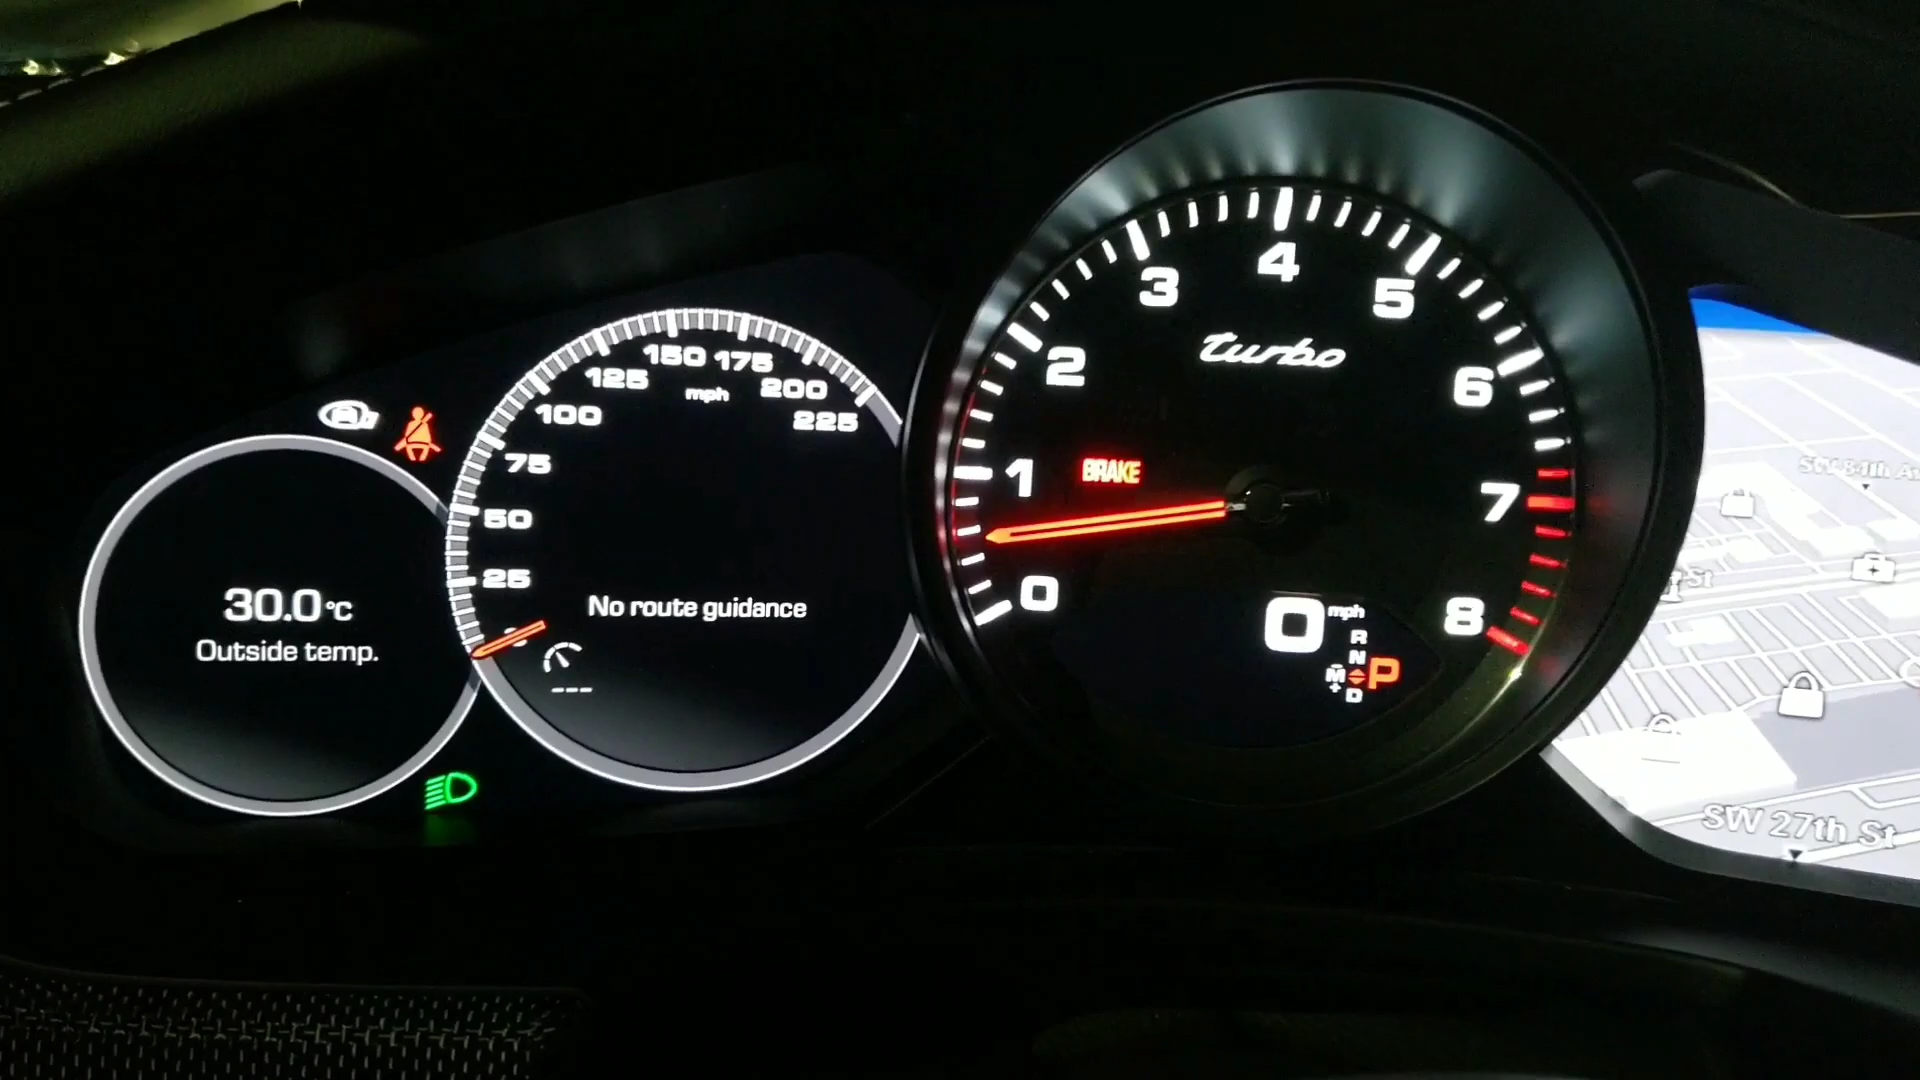 30.0 °C
Outside temp.
25
50
75
100
125
150
175
200
225
mph
No route guidance
---
0
1
2
3
4
5
6
7
8
turbo
BRAKE
0 mph
R
N
M P
+ D
SW 27th St